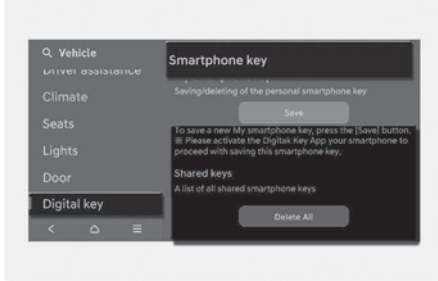 Vehicle
Driver assistance
Climate
Seats
Lights
Door
Digital key
Smartphone key
Saving/deleting of the personal smartphone key
Save
To save a new My smartphone key, press the [Save] button.
※ Please activate the Digitak Key App your smartphone to
proceed with saving this smartphone key.
Shared keys
A list of all shared smartphone keys
Delete All